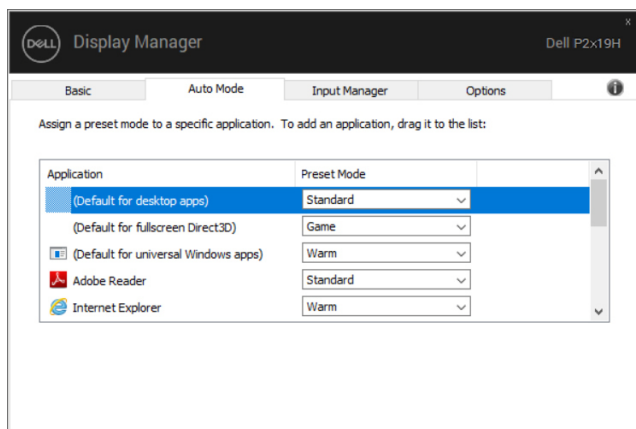 x
DELL Display Manager Dell P2x19H
Basic Auto Mode Input Manager Options
Assign a preset mode to a specific application. To add an application, drag it to the list:
Application Preset Mode
(Default for desktop apps) Standard
(Default for fullscreen Direct3D) Game
(Default for universal Windows apps) Warm
Adobe Reader Standard
Internet Explorer Warm